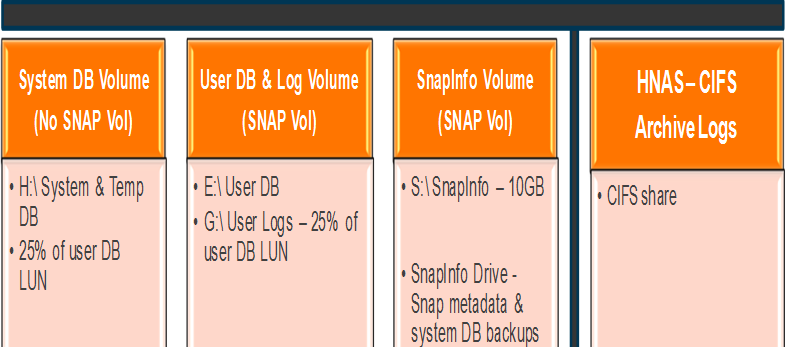 System DB Volume
(No SNAP Vol)
• H:\ System & Temp
DB
• 25% of user DB
LUN
User DB & Log Volume
(SNAP Vol)
• E:\ User DB
• G:\ User Logs – 25% of
user DB LUN
SnapInfo Volume
(SNAP Vol)
• S:\ SnapInfo – 10GB
• SnapInfo Drive -
Snap metadata &
system DB backups
HNAS – CIFS
Archive Logs
• CIFS share